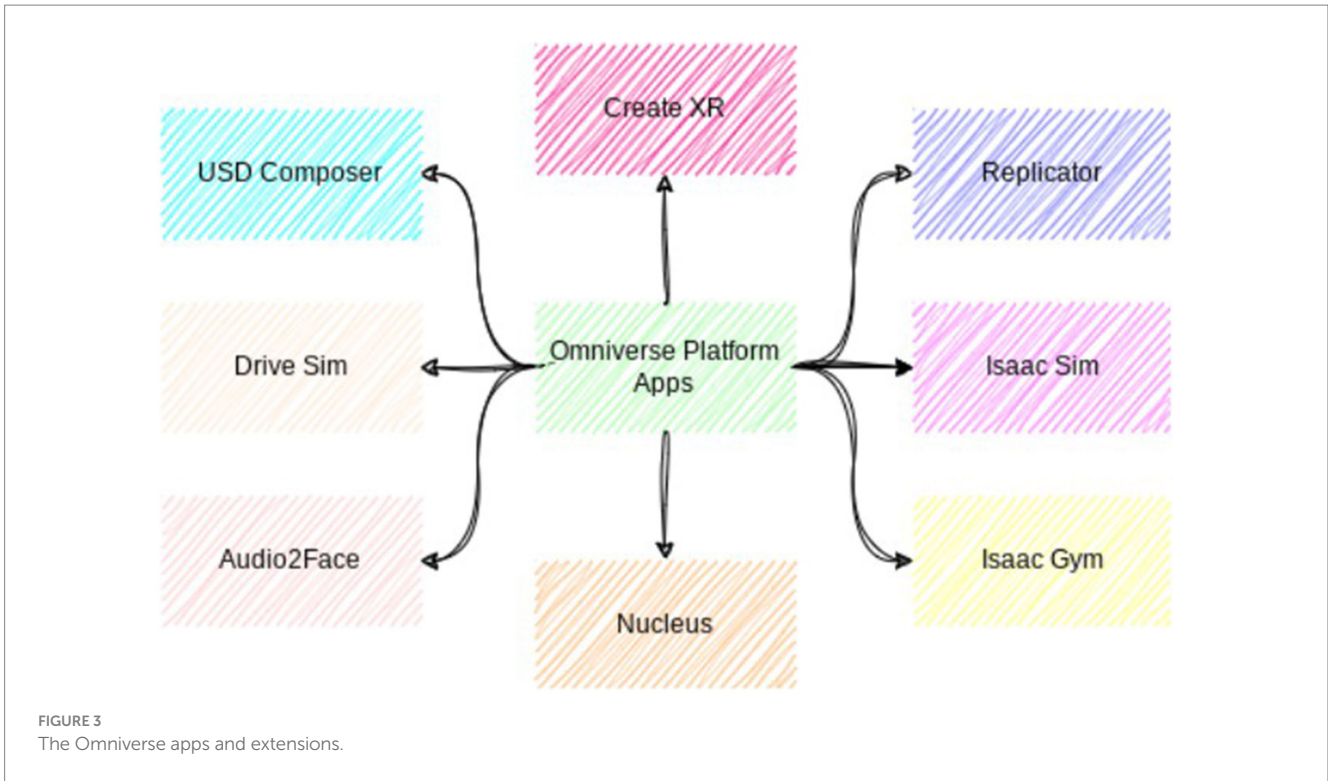 Create XR
USD Composer
Replicator
Omniverse Platform
Apps
Drive Sim
Isaac Sim
Audio2Face
Isaac Gym
Nucleus
FIGURE 3
The Omniverse apps and extensions.